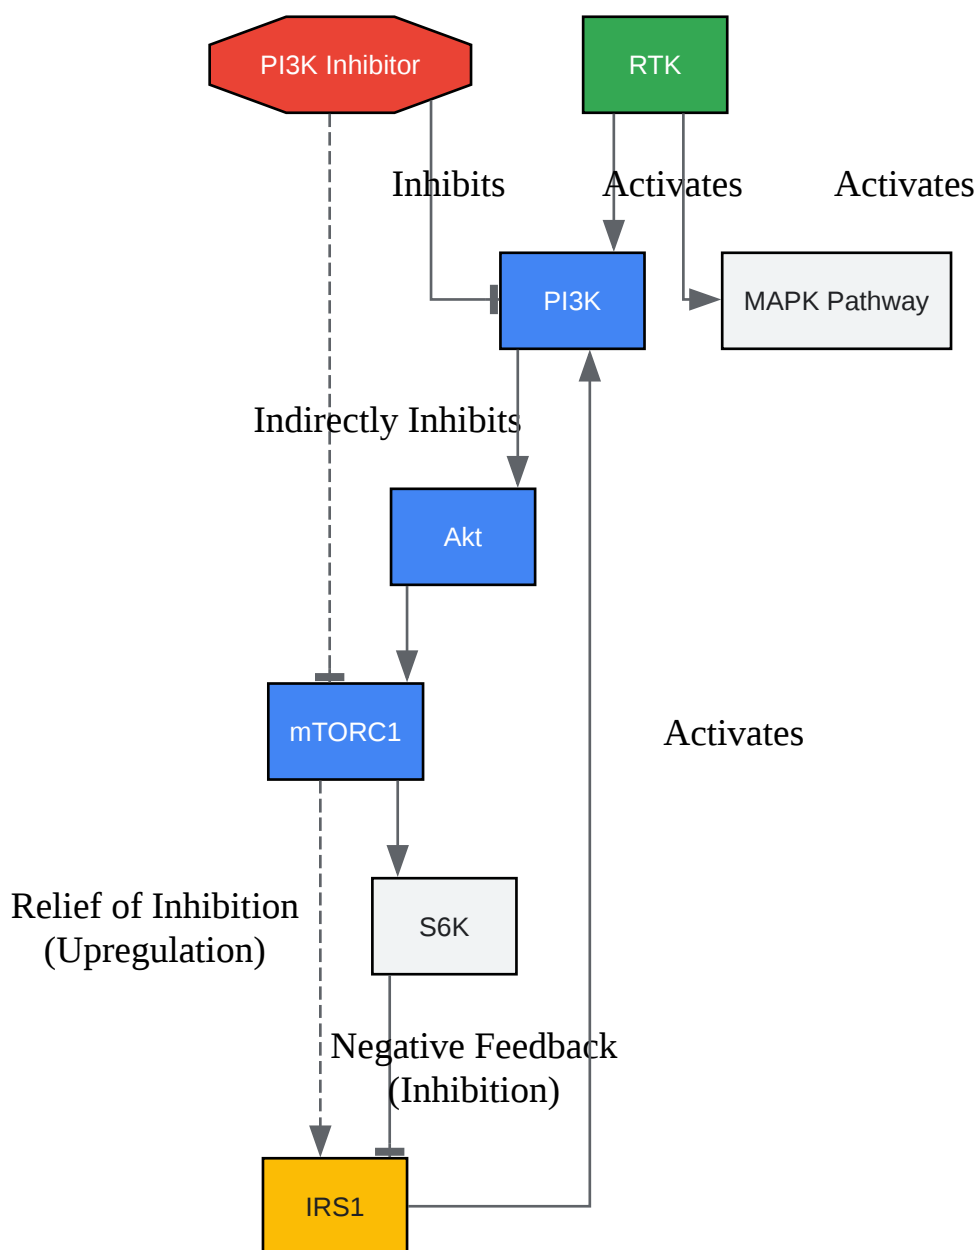 PI3K Inhibitor
RTK
Inhibits
Activates
Activates
PI3K
MAPK Pathway
Indirectly Inhibits
Akt
mTORC1
Activates
Relief of Inhibition
(Upregulation)
S6K
Negative Feedback
(Inhibition)
IRS1